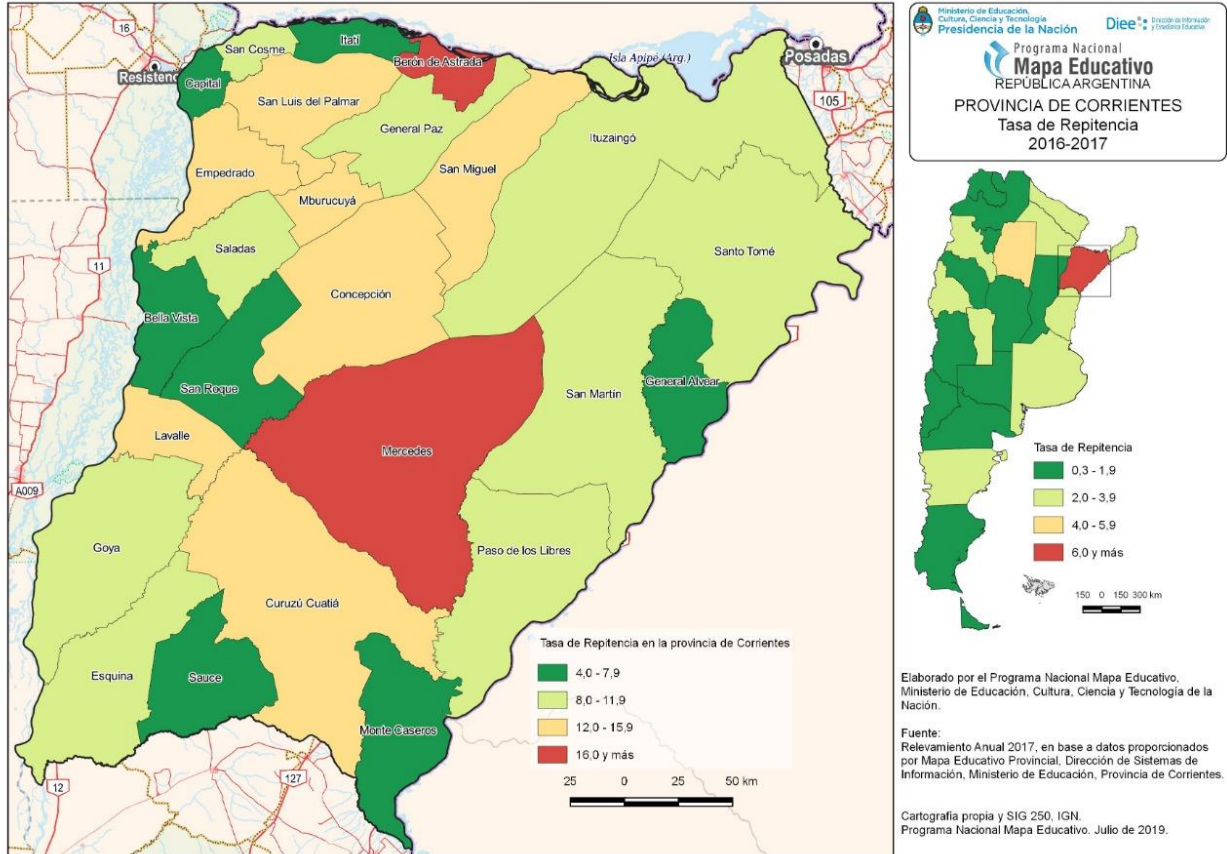 Ministerio de Educación,
Cultura, Ciencia y Tecnología
Presidencia de la Nación
Diee
Dirección de Información
y Estadística Educativa
Programa Nacional
Mapa Educativo
REPÚBLICA ARGENTINA
PROVINCIA DE CORRIENTES
Tasa de Repitencia
2016-2017
16
Resistenc
Capital
San Cosme
Itatí
Berón de Astrada
Isla Apipé (Arg.)
Posadas
105
San Luis del Palmar
General Paz
Ituzaingó
San Miguel
Empedrado
Mburucuyá
Saladas
Santo Tomé
11
Concepción
Bella Vista
San Roque
General Alvear
San Martín
Lavalle
Mercedes
A009
Goya
Paso de los Libres
Curuzú Cuatiá
Esquina
Sauce
Monte Caseros
12
127
Tasa de Repitencia en la provincia de Corrientes
4,0 - 7,9
8,0 - 11,9
12,0 - 15,9
16,0 y más
25 0 25 50 km
Tasa de Repitencia
0,3 - 1,9
2,0 - 3,9
4,0 - 5,9
6,0 y más
150 0 150 300 km
Elaborado por el Programa Nacional Mapa Educativo,
Ministerio de Educación, Cultura, Ciencia y Tecnología de la
Nación.
Fuente:
Relevamiento Anual 2017, en base a datos proporcionados
por Mapa Educativo Provincial, Dirección de Sistemas de
Información, Ministerio de Educación, Provincia de Corrientes.
Cartografía propia y SIG 250, IGN.
Programa Nacional Mapa Educativo. Julio de 2019.